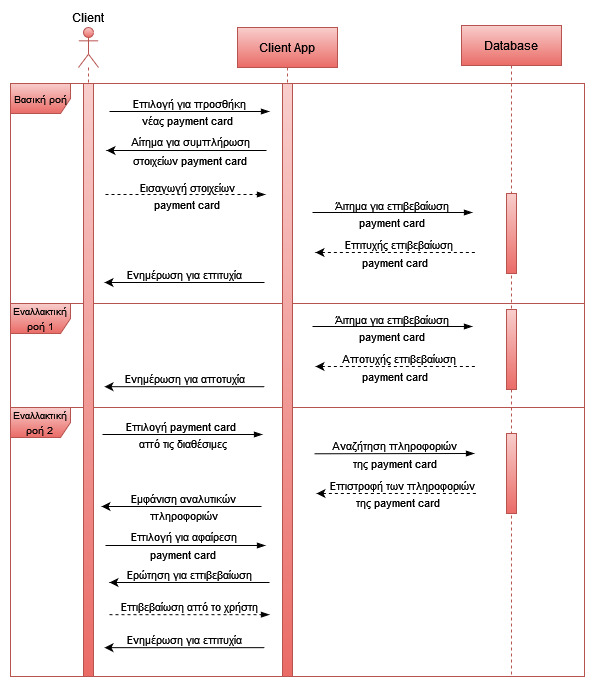 Client
Client App
Database
Βασική ροή
Επιλογή για προσθήκη
νέας payment card
Αίτημα για συμπλήρωση
στοιχείων payment card
Εισαγωγή στοιχείων
payment card
Άιτημα για επιβεβαίωση
payment card
Επιτυχής επιβεβαίωση
payment card
Ενημέρωση για επιτυχία
Εναλλακτική
ροή 1
Άιτημα για επιβεβαίωση
payment card
Αποτυχής επιβεβαίωση
payment card
Ενημέρωση για αποτυχία
Εναλλακτική
ροή 2
Επιλογή payment card
από τις διαθέσιμες
Αναζήτηση πληροφοριών
της payment card
Επιστροφή των πληροφοριών
της payment card
Εμφάνιση αναλυτικών
πληροφοριών
Επιλογή για αφαίρεση
payment card
Ερώτηση για επιβεβαίωση
Επιβεβαίωση από το χρήστη
Ενημέρωση για επιτυχία